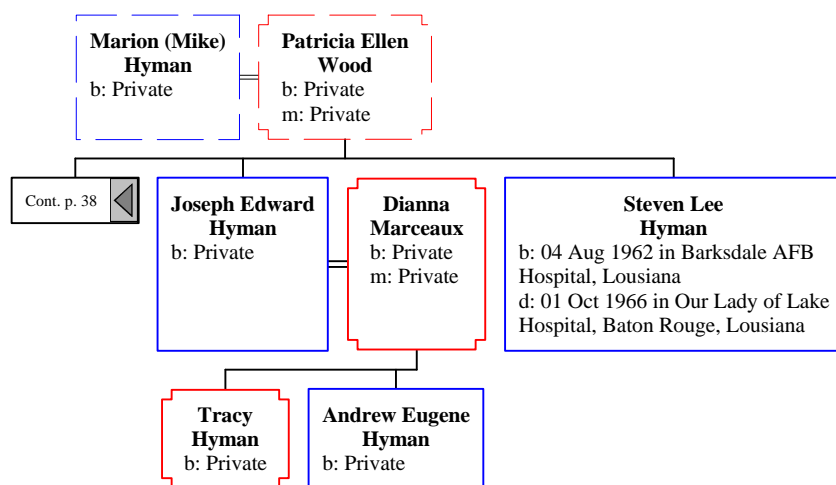 Marion (Mike)
Hyman
b: Private
Patricia Ellen
Wood
b: Private
m: Private
Cont. p. 38
Joseph Edward
Hyman
b: Private
Dianna
Marceaux
b: Private
m: Private
Steven Lee
Hyman
b: 04 Aug 1962 in Barksdale AFB
Hospital, Lousiana
d: 01 Oct 1966 in Our Lady of Lake
Hospital, Baton Rouge, Lousiana
Tracy
Hyman
b: Private
Andrew Eugene
Hyman
b: Private